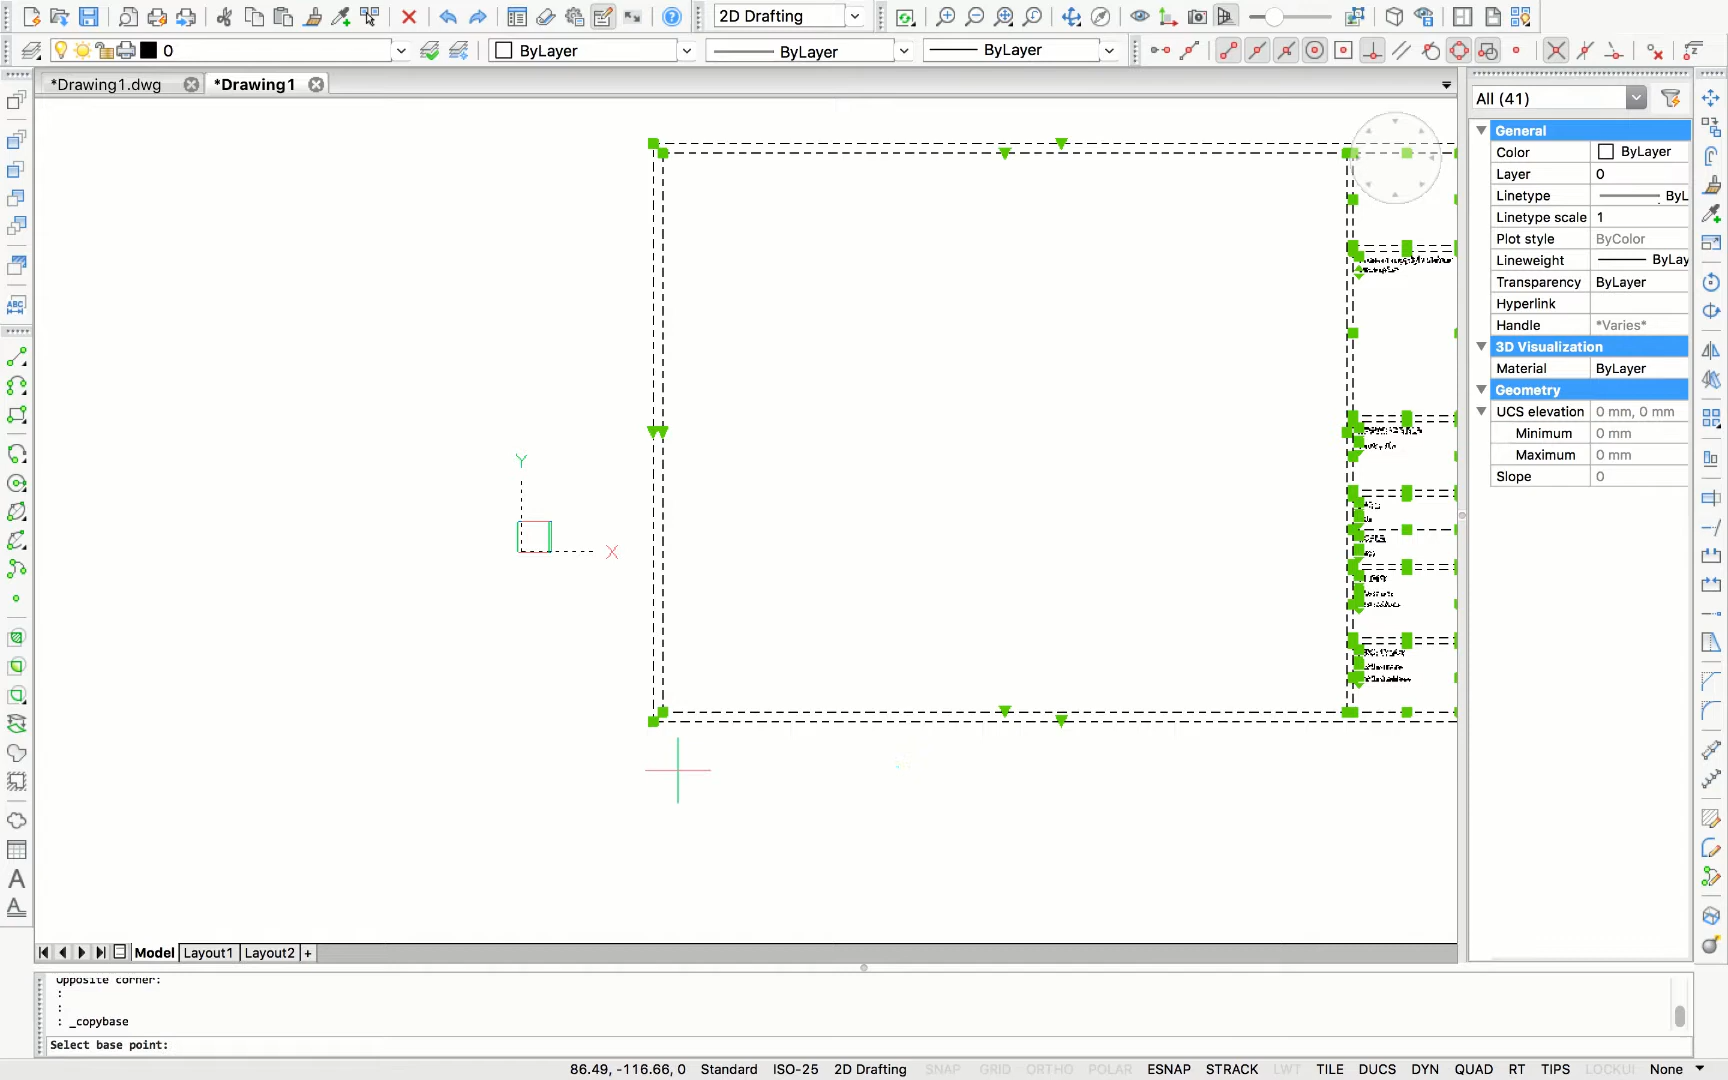 2D Drafting
0
ByLayer
ByLayer
ByLayer
*Drawing1.dwg
*Drawing1
All (41)
General
Color ByLayer
Layer 0
Linetype ByL
Linetype scale 1
Plot style ByColor
Lineweight ByLay
Transparency ByLayer
Hyperlink
Handle *Varies*
3D Visualization
Material ByLayer
Geometry
UCS elevation 0 mm, 0 mm
Minimum 0 mm
Maximum 0 mm
Slope 0
ABC
Y
X
A
A
Model Layout1 Layout2 +
Opposite corner:
:
:
: _copybase
Select base point:
86.49, -116.66, 0 Standard ISO-25 2D Drafting SNAP GRID ORTHO POLAR ESNAP STRACK LWT TILE DUCS DYN QUAD RT TIPS LOCKUI None